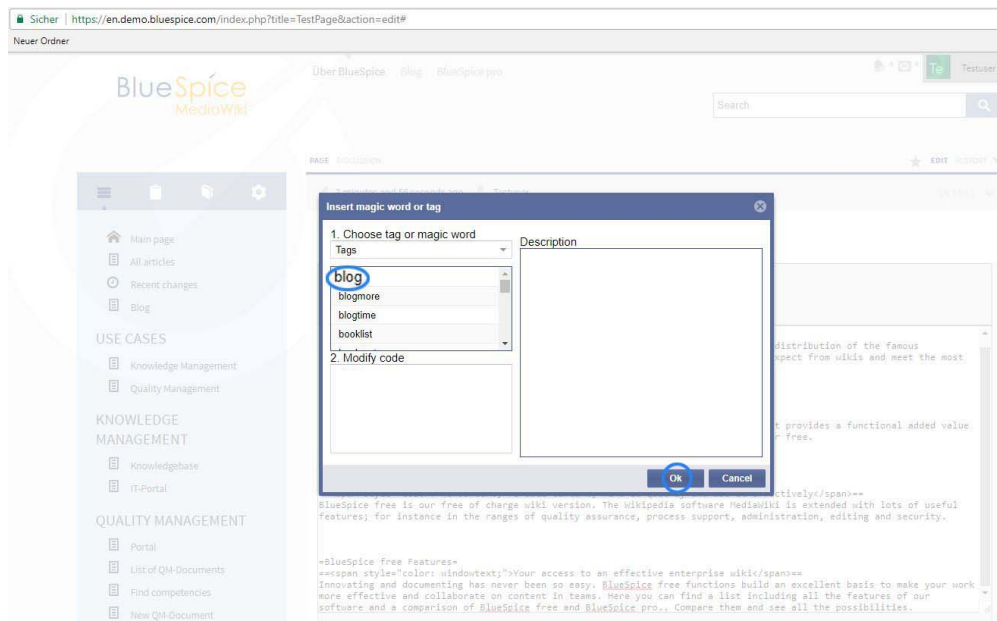 Sicher | https://en.demo.bluespice.com/index.php?title=TestPage&action=edit#
Neuer Ordner
Über BlueSpice Blog BlueSpice pro
Te Testuser
BlueSpice
MediaWiki
Search
PAGE DISCUSSION
EDIT HISTORY
Insert magic word or tag
1. Choose tag or magic word
Tags
Description
blog
blogmore
blogtime
booklist
2. Modify code
Ok Cancel
Main page
All articles
Recent changes
Blog
USE CASES
Knowledge Management
Quality Management
KNOWLEDGE
MANAGEMENT
Knowledgebase
IT-Portal
QUALITY MANAGEMENT
Portal
List of QM-Documents
Find competencies
New QM-Document
distribution of the famous
xpect from wikis and meet the most
t provides a functional added value
r free.
ctively</span>==
BlueSpice free is our free of charge wiki version. The wikipedia software MediaWiki is extended with lots of useful
features; for instance in the ranges of quality assurance, process support, administration, editing and security.
=BlueSpice free Features=
==<span style="color: windowtext;">Your access to an effective enterprise wiki</span>==
Innovating and documenting has never been so easy. BlueSpice free functions build an excellent basis to make your work
more effective and collaborate on content in teams. Here you can find a list including all the features of our
software and a comparison of BlueSpice free and BlueSpice pro.. Compare them and see all the possibilities.